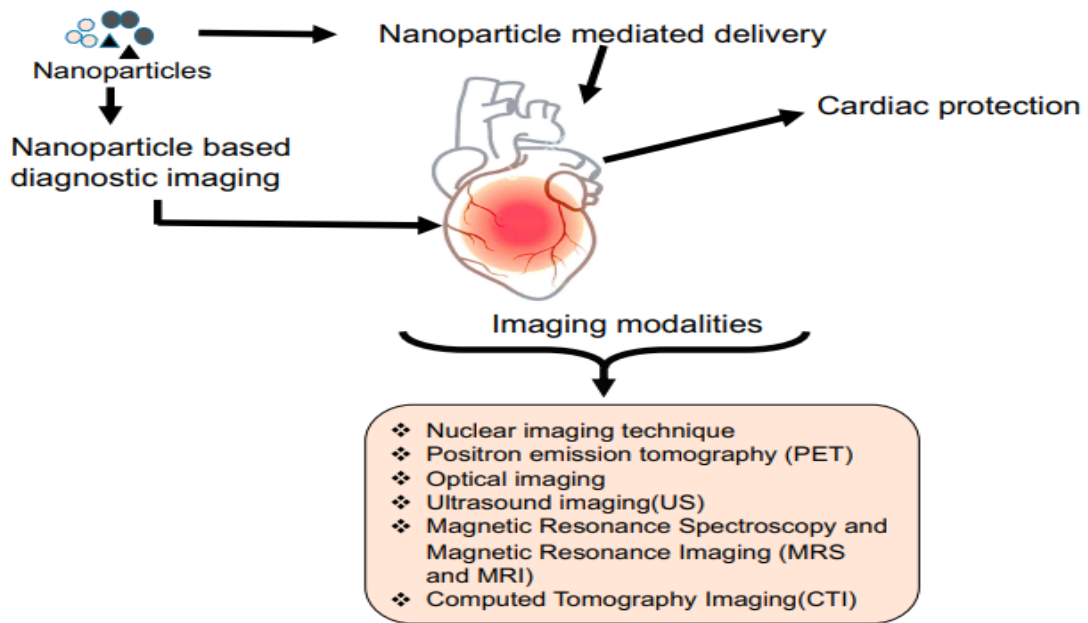 Nanoparticle mediated delivery
Nanoparticles
Cardiac protection
Nanoparticle based
diagnostic imaging
Imaging modalities
❖ Nuclear imaging technique
❖ Positron emission tomography (PET)
❖ Optical imaging
❖ Ultrasound imaging(US)
❖ Magnetic Resonance Spectroscopy and
Magnetic Resonance Imaging (MRS
and MRI)
❖ Computed Tomography Imaging(CTI)